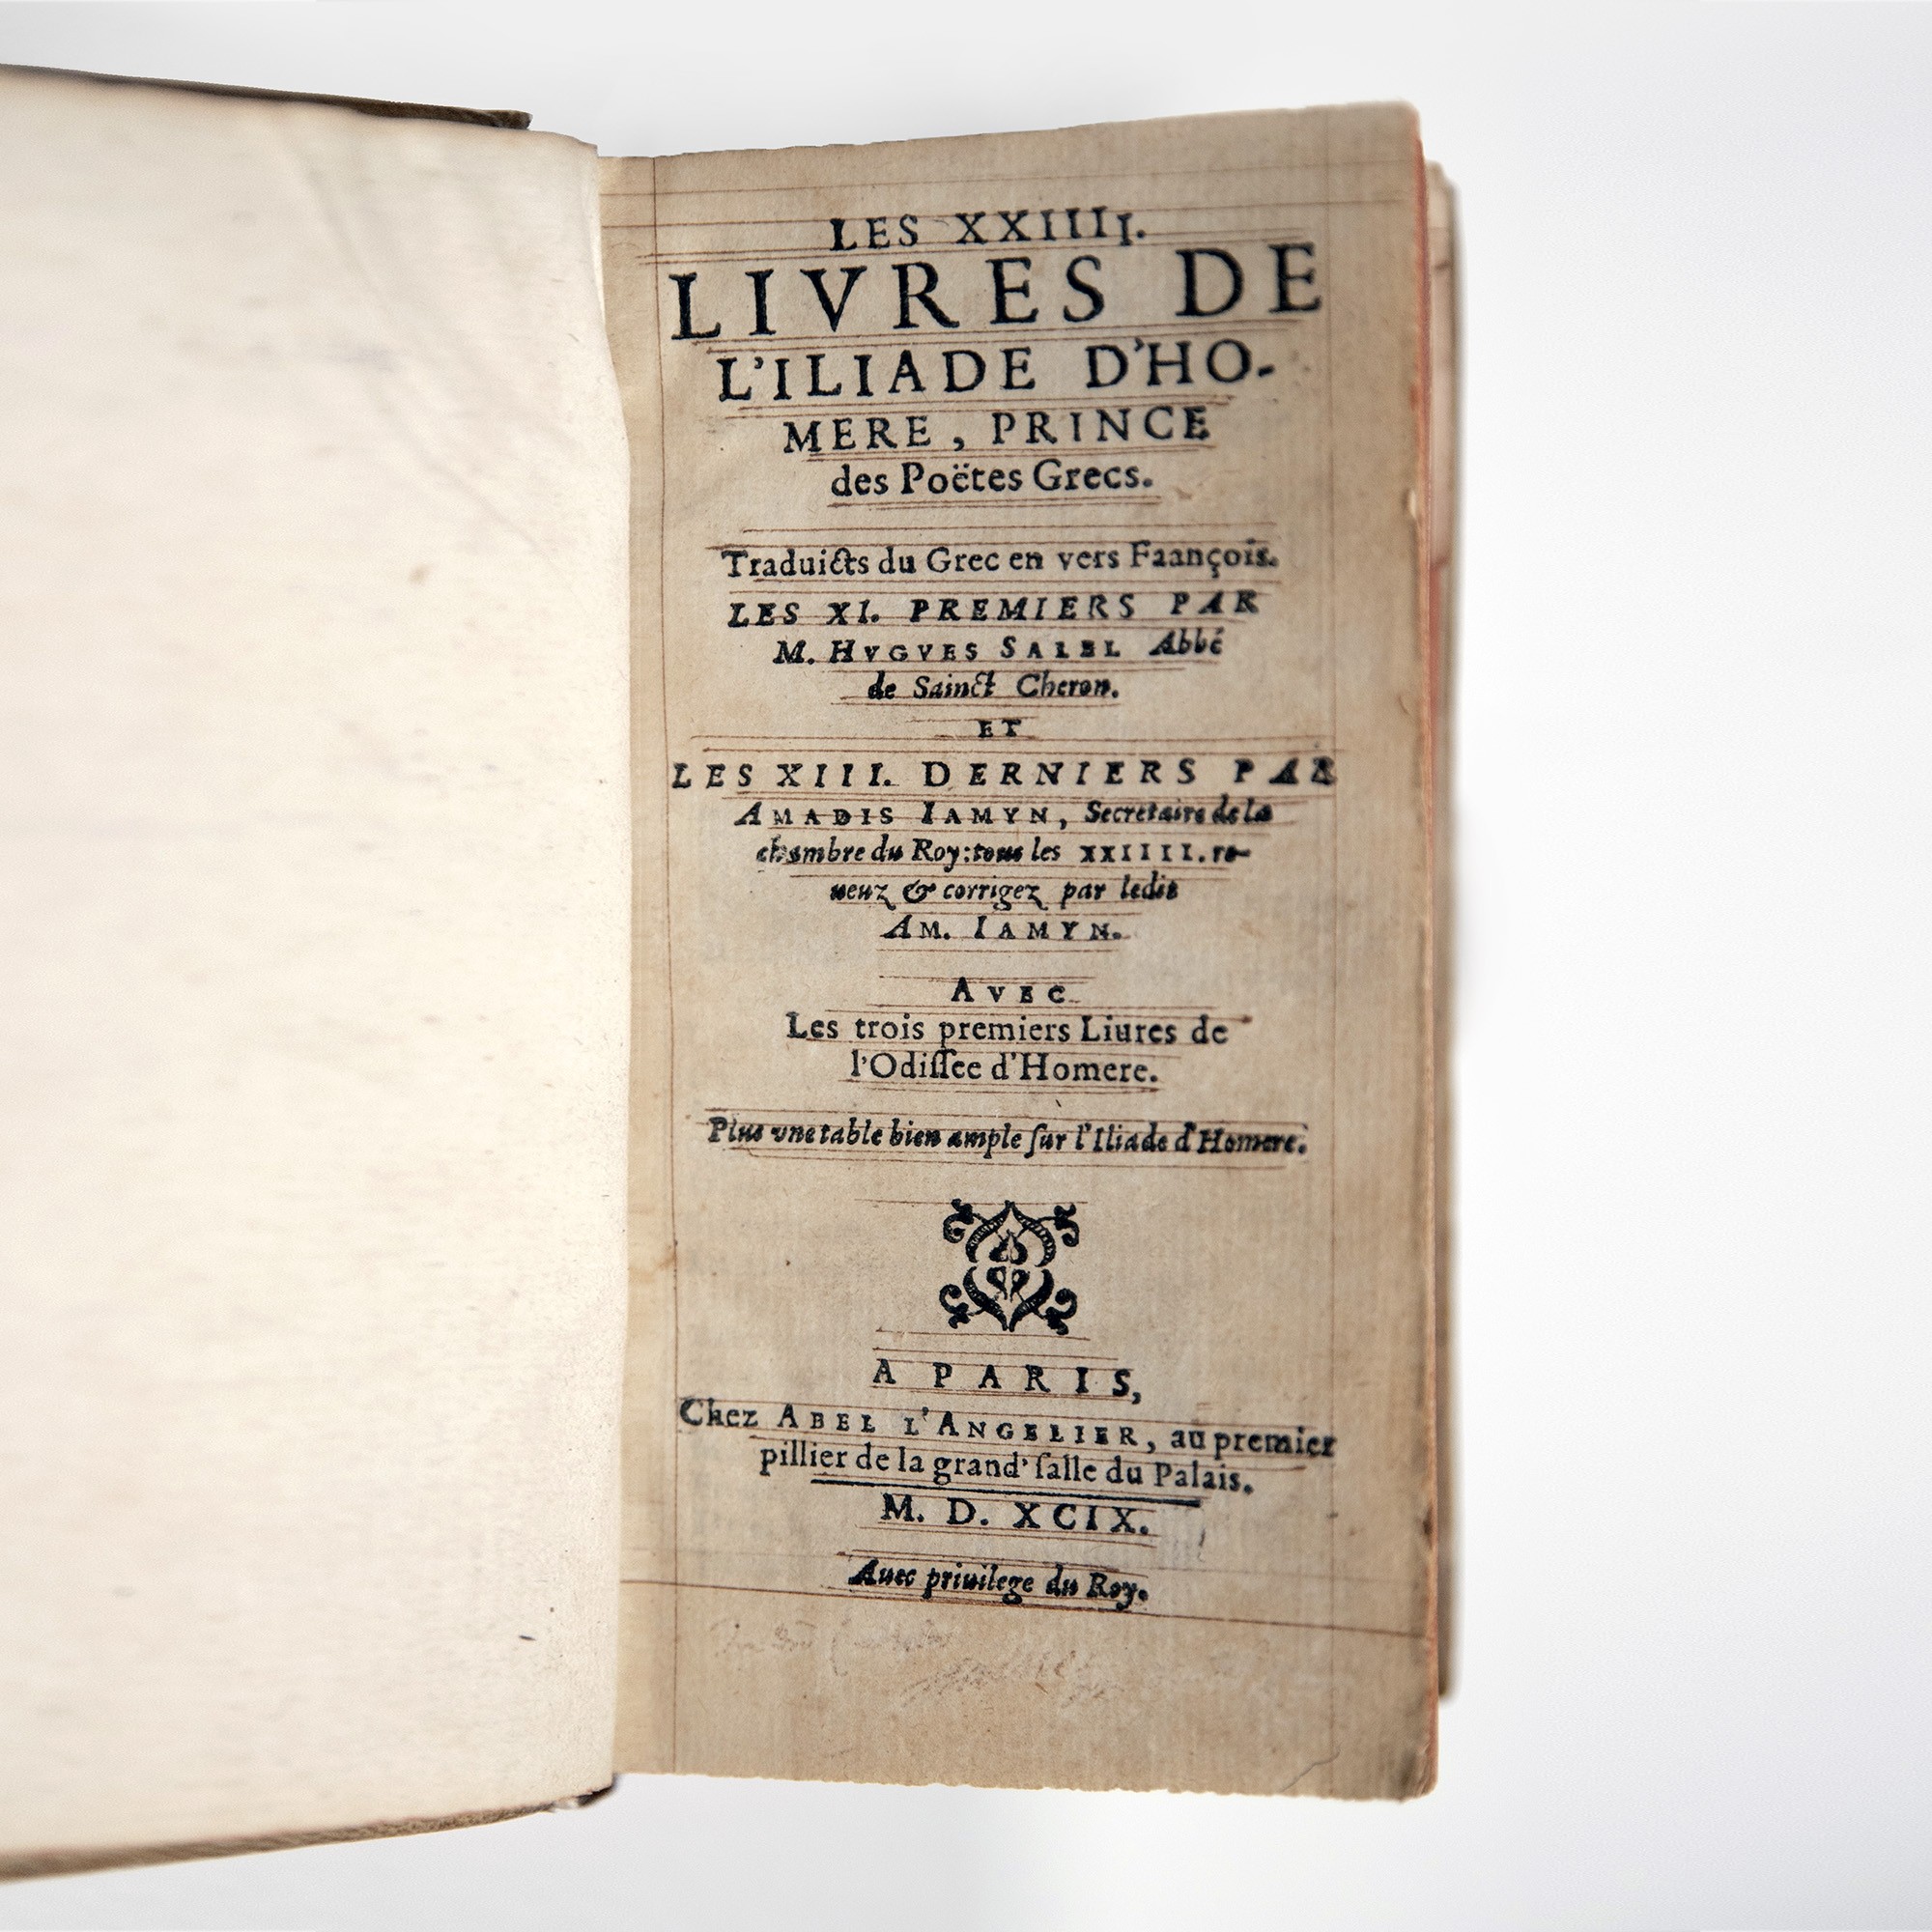 LES XXIIII.
LIVRES DE
L'ILIADE D'HO-
MERE, PRINCE
des Poëtes Grecs.
Traduicts du Grec en vers Faançois.
LES XI. PREMIERS PAR
M. HVGVES SALEL Abbé
de Sainct Cheron.
ET
LES XIII. DERNIERS PAR
AMADIS IAMYN, Secretaire de la
chambre du Roy: tous les XXIIII. re-
ueuz & corrigez par ledit
AM. IAMYN.
AVEC
Les trois premiers Liures de
l'Odiſſee d'Homere.
Plus vne table bien ample ſur l'Iliade d'Homere.
A PARIS,
Chez ABEL L'ANGELIER, au premier
pillier de la grand' ſalle du Palais.
M. D. XCIX.
Auec priuilege du Roy.